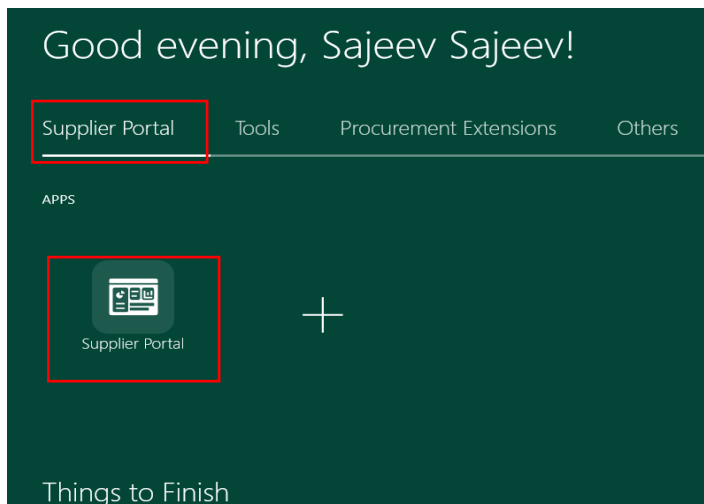 Good evening, Sajeev Sajeev!
Supplier Portal Tools Procurement Extensions Others
APPS
Supplier Portal
Things to Finish